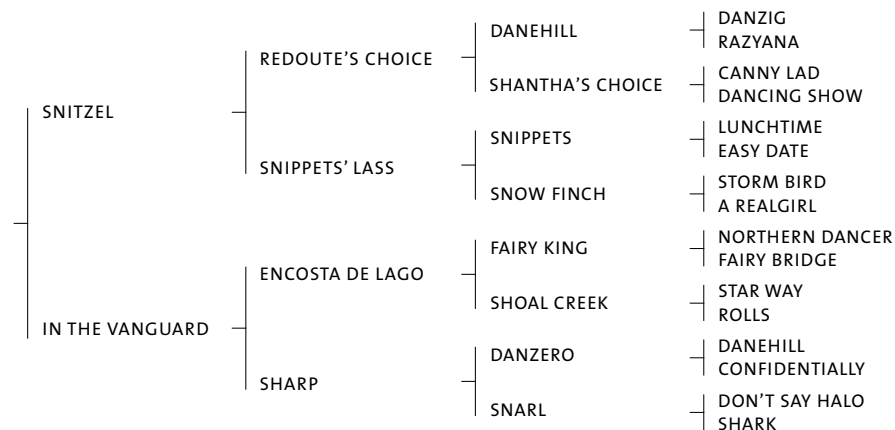 SNITZEL
IN THE VANGUARD
REDOUTE’S CHOICE
SNIPPETS’ LASS
ENCOSTA DE LAGO
SHARP
DANEHILL
SHANTHA’S CHOICE
SNIPPETS
SNOW FINCH
FAIRY KING
SHOAL CREEK
DANZERO
SNARL
DANZIG
RAZYANA
CANNY LAD
DANCING SHOW
LUNCHTIME
EASY DATE
STORM BIRD
A REALGIRL
NORTHERN DANCER
FAIRY BRIDGE
STAR WAY
ROLLS
DANEHILL
CONFIDENTIALLY
DON’T SAY HALO
SHARK